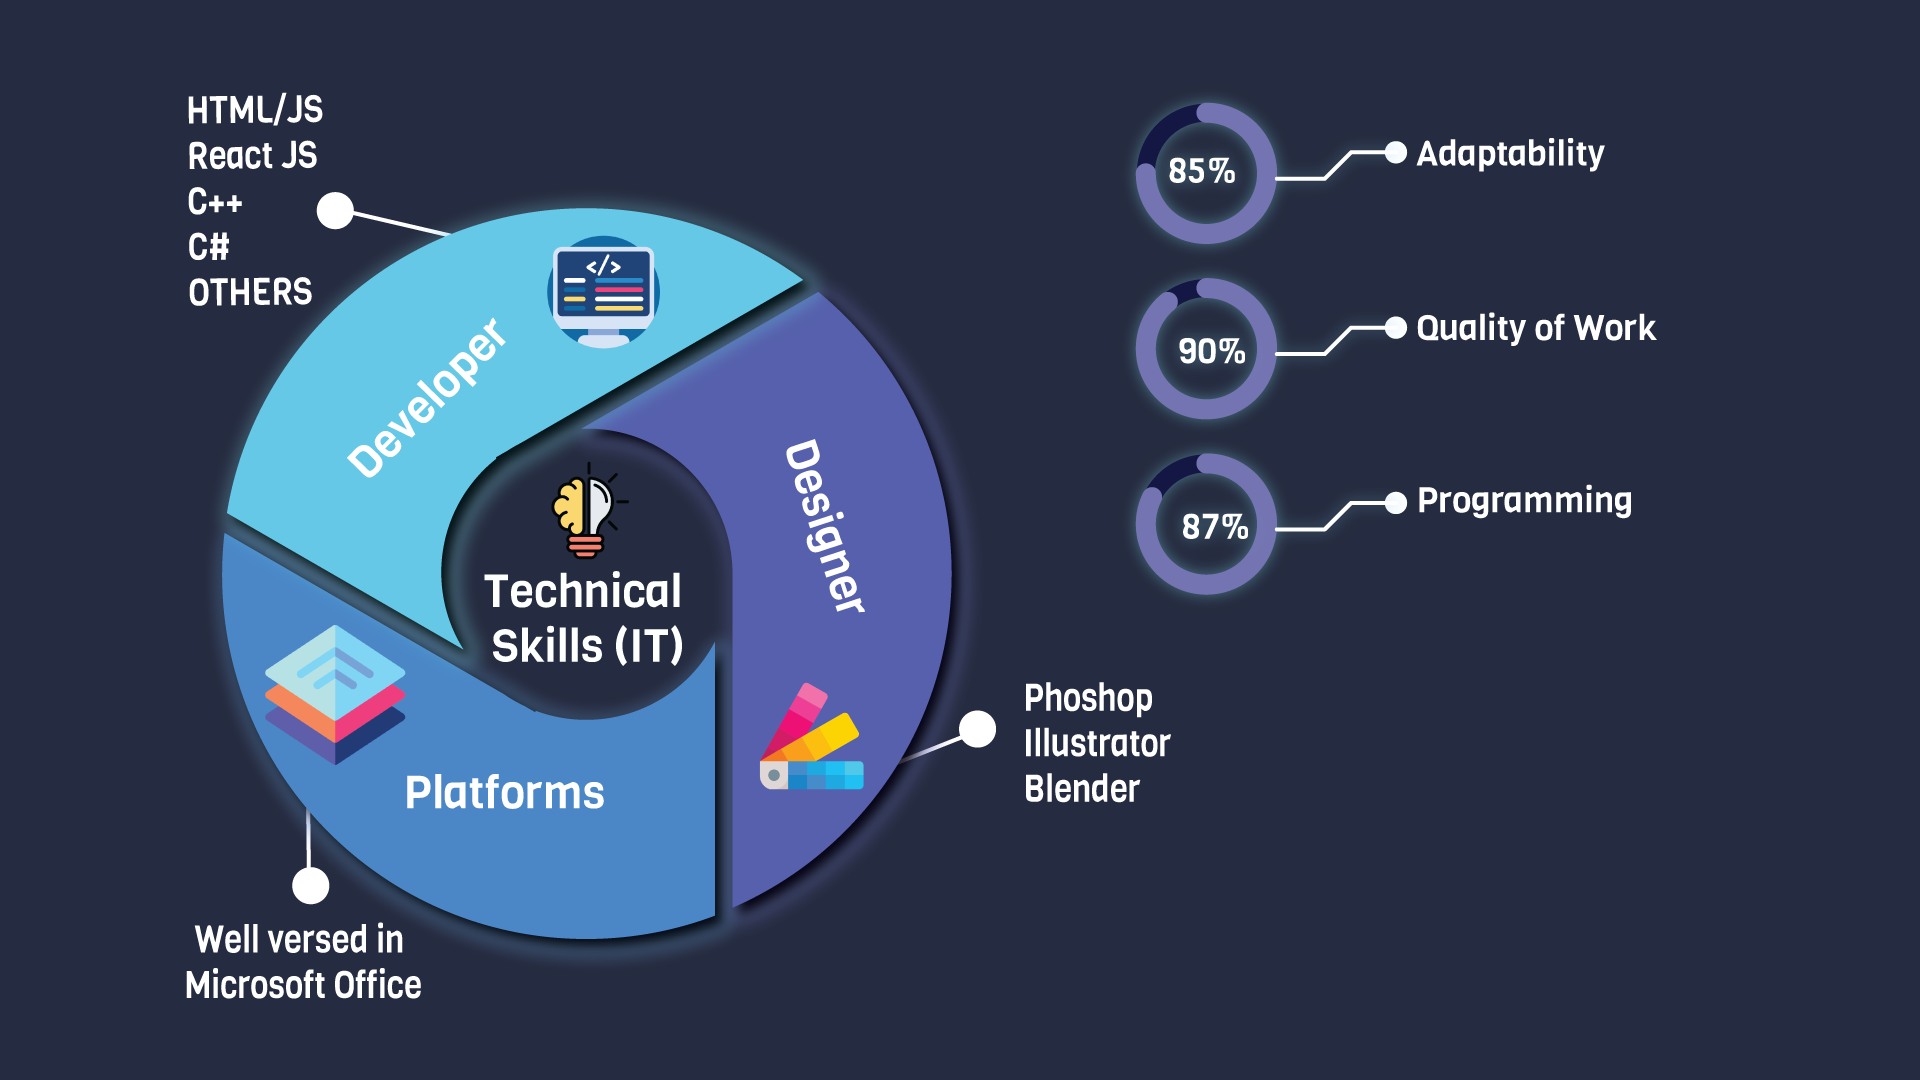 HTML/JS
React JS
C++
C#
OTHERS
Developer
</>
Designer
Technical
Skills (IT)
Platforms
Well versed in
Microsoft Office
Phoshop
Illustrator
Blender
85%
Adaptability
90%
Quality of Work
87%
Programming